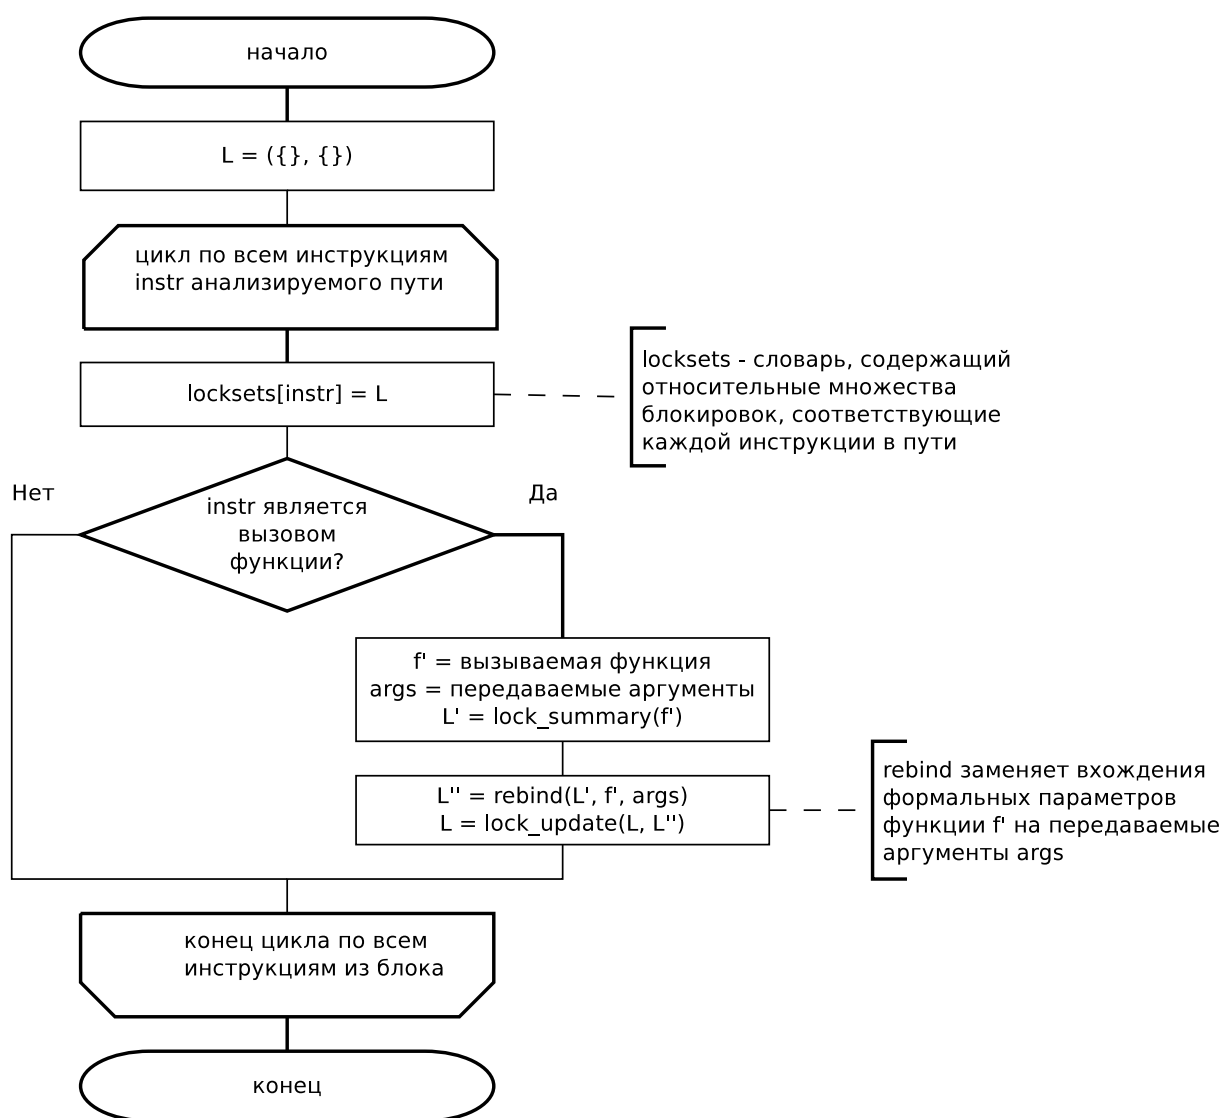 начало
L = ({}, {})
цикл по всем инструкциям
instr анализируемого пути
locksets[instr] = L
locksets - словарь, содержащий
относительные множества
блокировок, соответствующие
каждой инструкции в пути
Нет
instr является
вызовом
функции?
Да
f' = вызываемая функция
args = передаваемые аргументы
L' = lock_summary(f')
L'' = rebind(L', f', args)
L = lock_update(L, L'')
rebind заменяет вхождения
формальных параметров
функции f' на передаваемые
аргументы args
конец цикла по всем
инструкциям из блока
конец